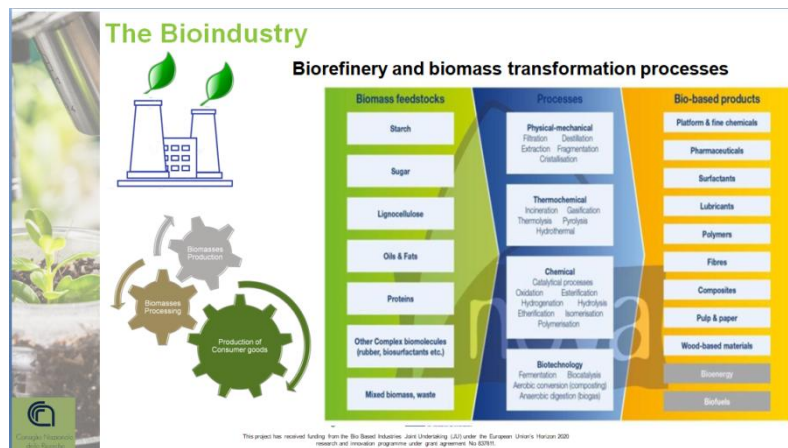 The Bioindustry
Biorefinery and biomass transformation processes
Biomasses
Production
Biomasses
Processing
Production of
Consumer goods
Biomass feedstocks
Starch
Sugar
Lignocellulose
Oils & Fats
Proteins
Other Complex biomolecules
(rubber, biosurfactants etc.)
Mixed biomass, waste
Processes
Physical-mechanical
Filtration Destillation
Extraction Fragmentation
Cristallisation
Thermochemical
Incineration Gasification
Thermolysis Pyrolysis
Hydrothermal
Chemical
Catalytical processes
Oxidation Esterification
Hydrogenation Hydrolysis
Etherification Isomerisation
Polymerisation
Biotechnology
Fermentation Biocatalysis
Aerobic conversion (composting)
Anaerobic digestion (biogas)
Bio-based products
Platform & fine chemicals
Pharmaceuticals
Surfactants
Lubricants
Polymers
Fibres
Composites
Pulp & paper
Wood-based materials
Bioenergy
Biofuels
nova
Consiglio Nazionale
delle Ricerche
This project has received funding from the Bio Based Industries Joint Undertaking (JU) under the European Union's Horizon 2020
research and innovation programme under grant agreement No 837811.